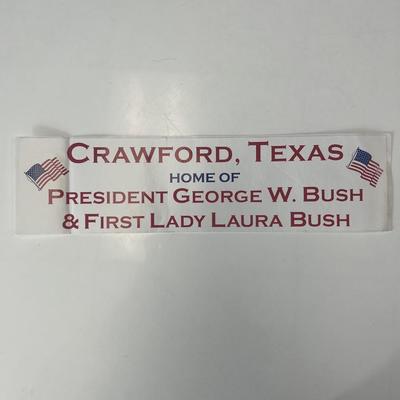 CRAWFORD, TEXAS
HOME OF
PRESIDENT GEORGE W. BUSH
& FIRST LADY LAURA BUSH